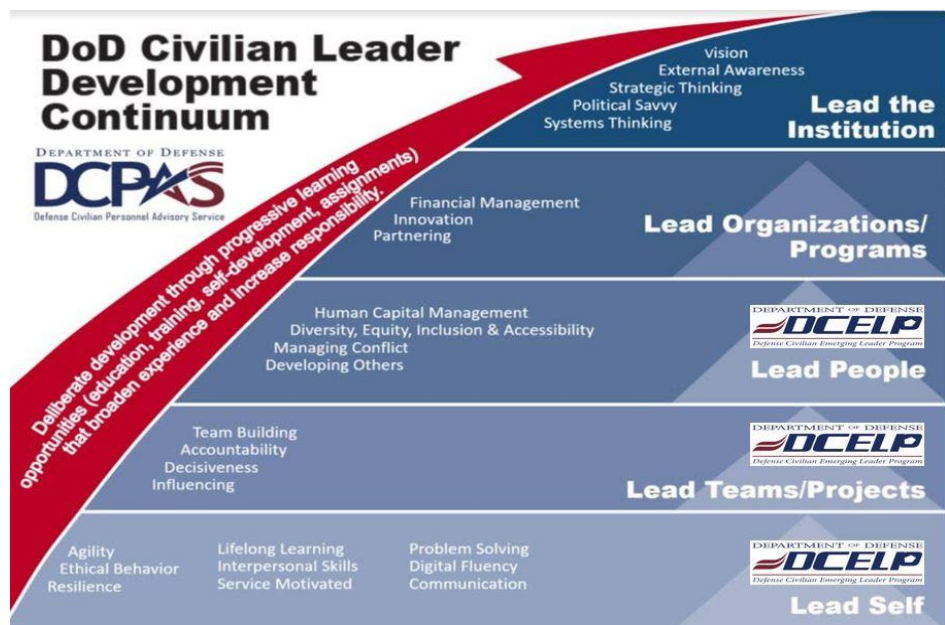 DoD Civilian Leader
Development
Continuum
DEPARTMENT OF DEFENSE
DCPAS
Defense Civilian Personnel Advisory Service
Deliberate development through progressive learning
opportunities (education, training, self-development, assignments)
that broaden experience and increase responsibility.
vision
External Awareness
Strategic Thinking
Political Savvy
Systems Thinking
Lead the
Institution
Financial Management
Innovation
Partnering
Lead Organizations/
Programs
Human Capital Management
Diversity, Equity, Inclusion & Accessibility
Managing Conflict
Developing Others
DEPARTMENT OF DEFENSE
DCELP
Defense Civilian Emerging Leader Program
Lead People
Team Building
Accountability
Decisiveness
Influencing
DEPARTMENT OF DEFENSE
DCELP
Defense Civilian Emerging Leader Program
Lead Teams/Projects
Agility
Ethical Behavior
Resilience
Lifelong Learning
Interpersonal Skills
Service Motivated
Problem Solving
Digital Fluency
Communication
DEPARTMENT OF DEFENSE
DCELP
Defense Civilian Emerging Leader Program
Lead Self